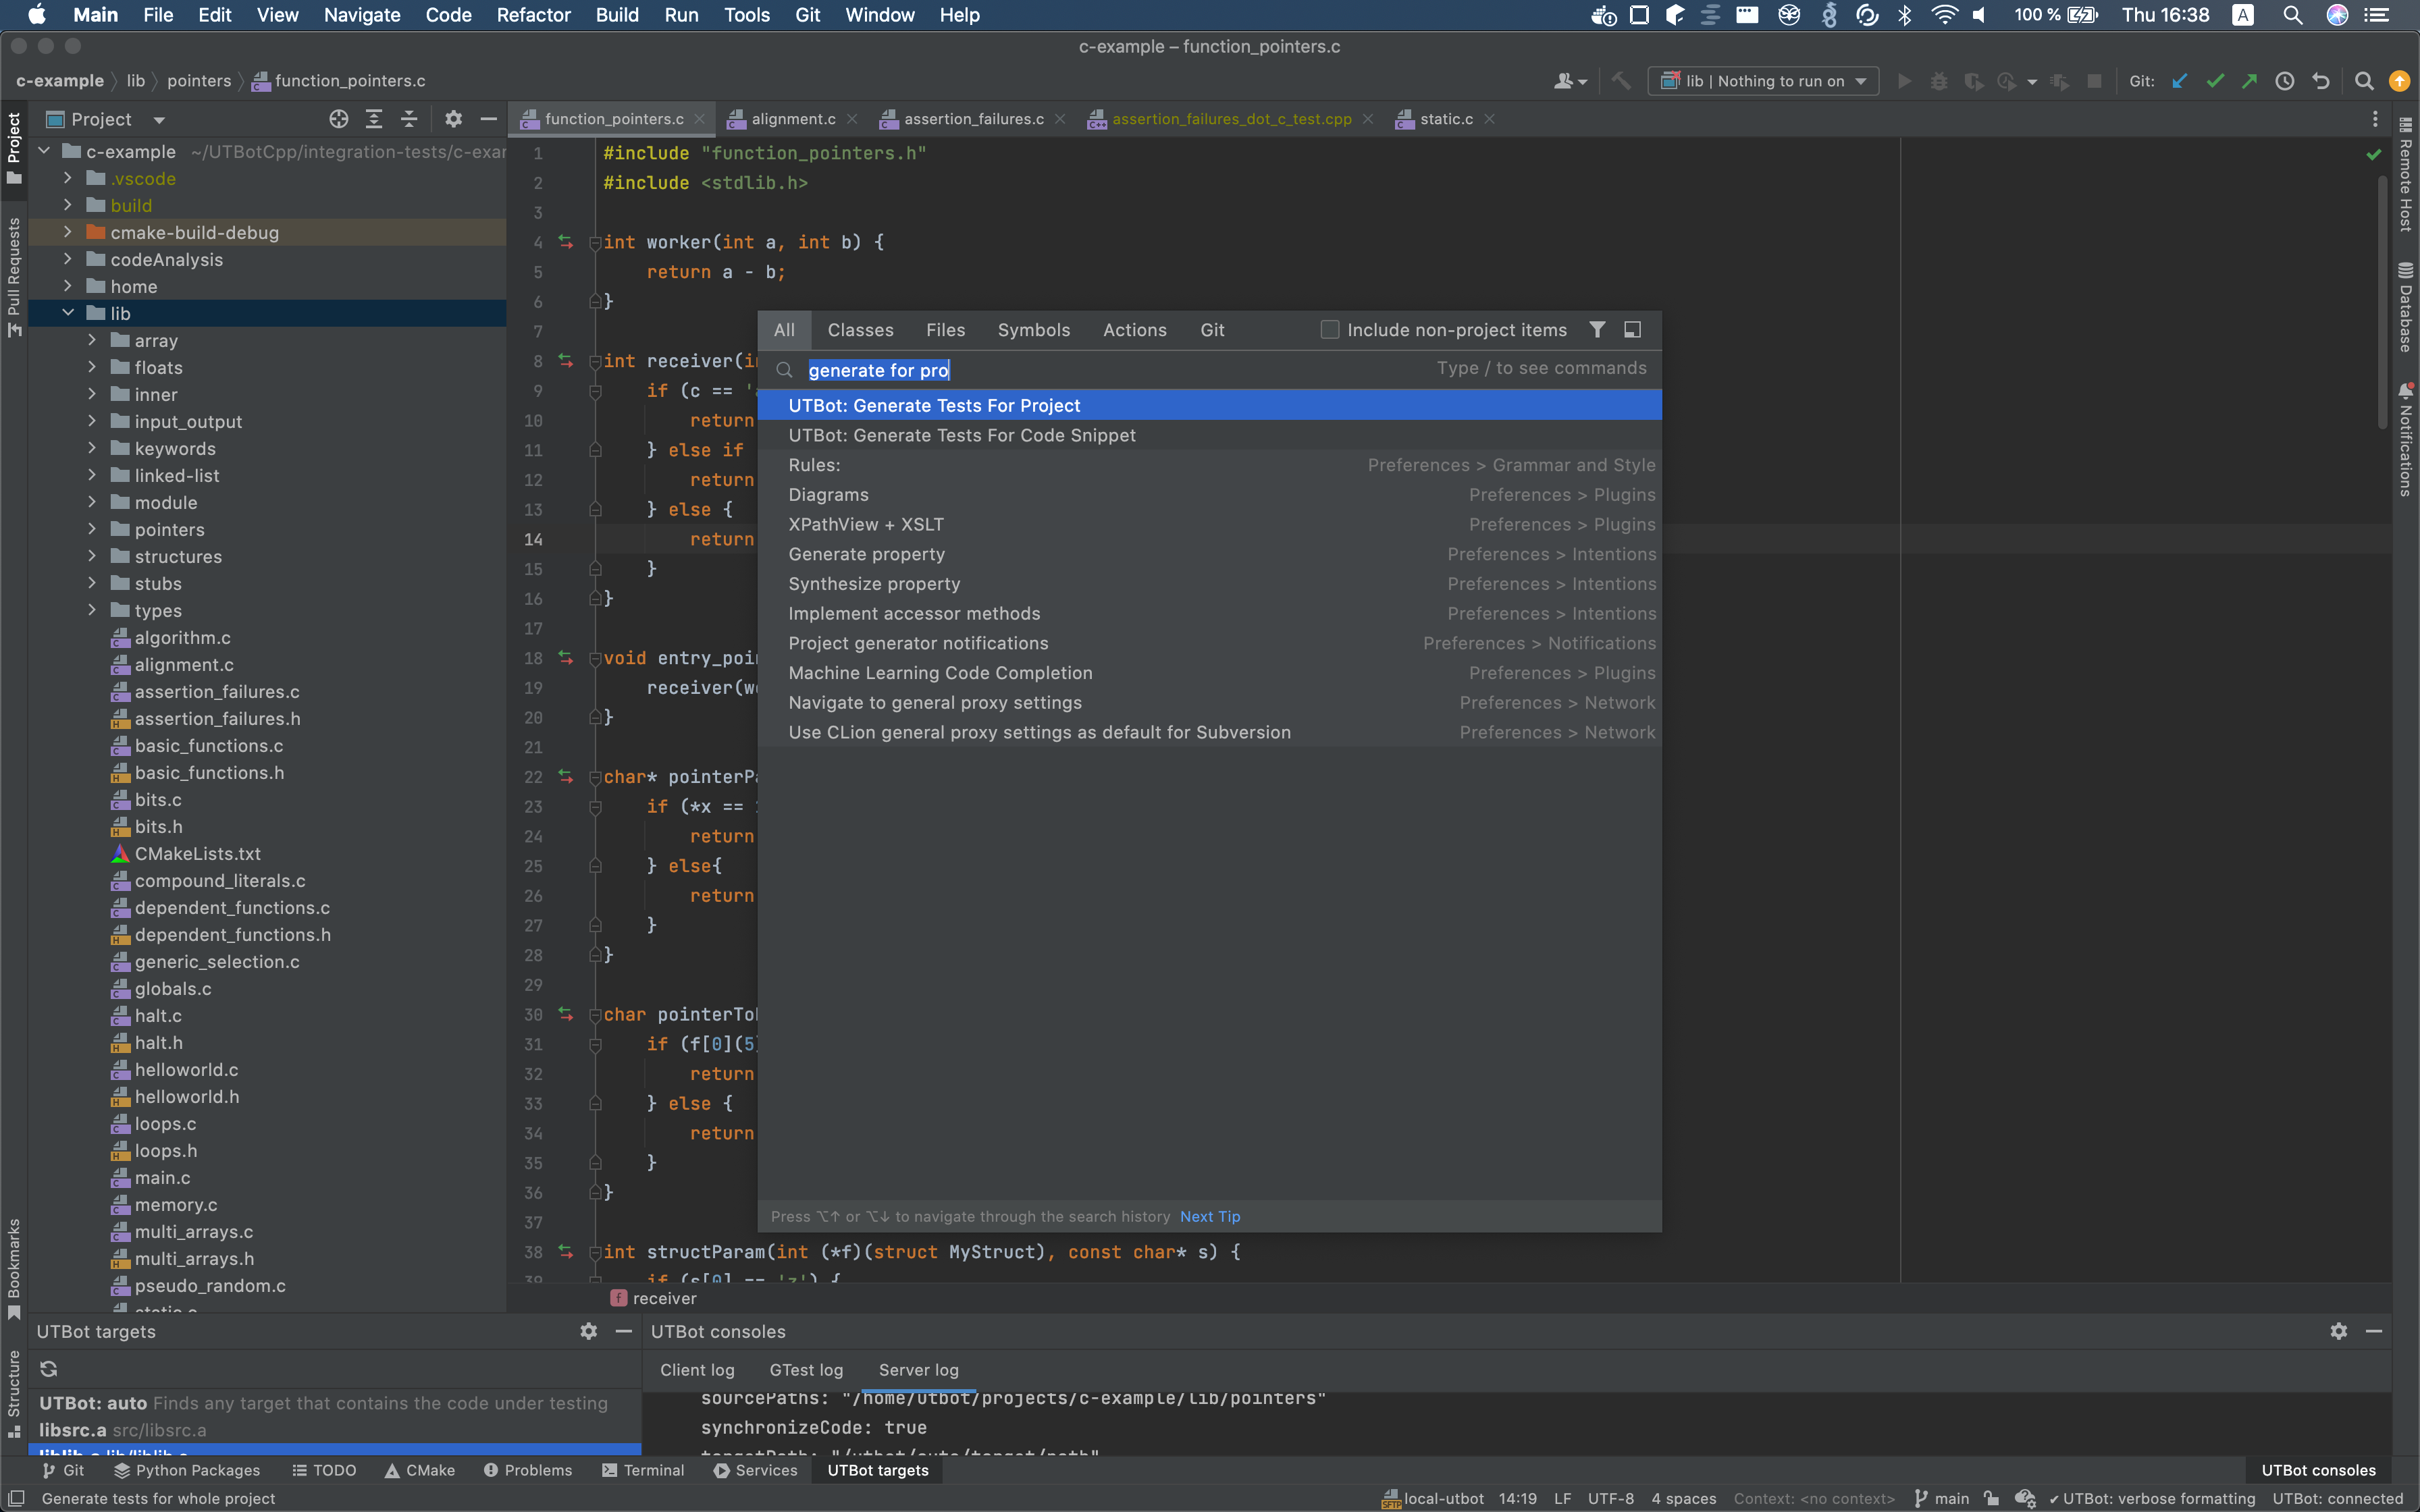 Main File Edit View Navigate Code Refactor Build Run Tools Git Window Help 100 % Thu 16:38 A
c-example – function_pointers.c
c-example lib pointers function_pointers.c lib | Nothing to run on Git:
Project
function_pointers.c alignment.c assertion_failures.c assertion_failures_dot_c_test.cpp static.c
Project
Pull Requests
Bookmarks
Structure
c-example ~/UTBotCpp/integration-tests/c-exar
.vscode
build
cmake-build-debug
codeAnalysis
home
lib
array
floats
inner
input_output
keywords
linked-list
module
pointers
structures
stubs
types
algorithm.c
alignment.c
assertion_failures.c
assertion_failures.h
basic_functions.c
basic_functions.h
bits.c
bits.h
CMakeLists.txt
compound_literals.c
dependent_functions.c
dependent_functions.h
generic_selection.c
globals.c
halt.c
halt.h
helloworld.c
helloworld.h
loops.c
loops.h
main.c
memory.c
multi_arrays.c
multi_arrays.h
pseudo_random.c
1 #include "function_pointers.h"
2 #include <stdlib.h>
3
4 int worker(int a, int b) {
5 return a - b;
6 }
7
8 int receiver(in
9 if (c == '
10 return
11 } else if
12 return
13 } else {
14 return
15 }
16 }
17
18 void entry_poi
19 receiver(w
20 }
21
22 char* pointerP
23 if (*x ==
24 return
25 } else{
26 return
27 }
28 }
29
30 char pointerTo
31 if (f[0](5
32 return
33 } else {
34 return
35 }
36 }
37
38 int structParam(int (*f)(struct MyStruct), const char* s) {
39 if (s[0] == 'z') {
receiver
All Classes Files Symbols Actions Git Include non-project items
generate for pro Type / to see commands
UTBot: Generate Tests For Project
UTBot: Generate Tests For Code Snippet
Rules: Preferences > Grammar and Style
Diagrams Preferences > Plugins
XPathView + XSLT Preferences > Plugins
Generate property Preferences > Intentions
Synthesize property Preferences > Intentions
Implement accessor methods Preferences > Intentions
Project generator notifications Preferences > Notifications
Machine Learning Code Completion Preferences > Plugins
Navigate to general proxy settings Preferences > Network
Use CLion general proxy settings as default for Subversion Preferences > Network
Press ⌥↑ or ⌥↓ to navigate through the search history Next Tip
Remote Host
Database
Notifications
UTBot targets
UTBot: auto Finds any target that contains the code under testing
libsrc.a src/libsrc.a
liblib.a lib/liblib.a
UTBot consoles
Client log GTest log Server log
sourcePaths: "/home/utbot/projects/c-example/lib/pointers"
synchronizeCode: true
targetPath: "/utbot/auto/target/path"
Git Python Packages TODO CMake Problems Terminal Services UTBot targets UTBot consoles
Generate tests for whole project local-utbot 14:19 LF UTF-8 4 spaces Context: <no context> main ✔UTBot: verbose formatting UTBot: connected